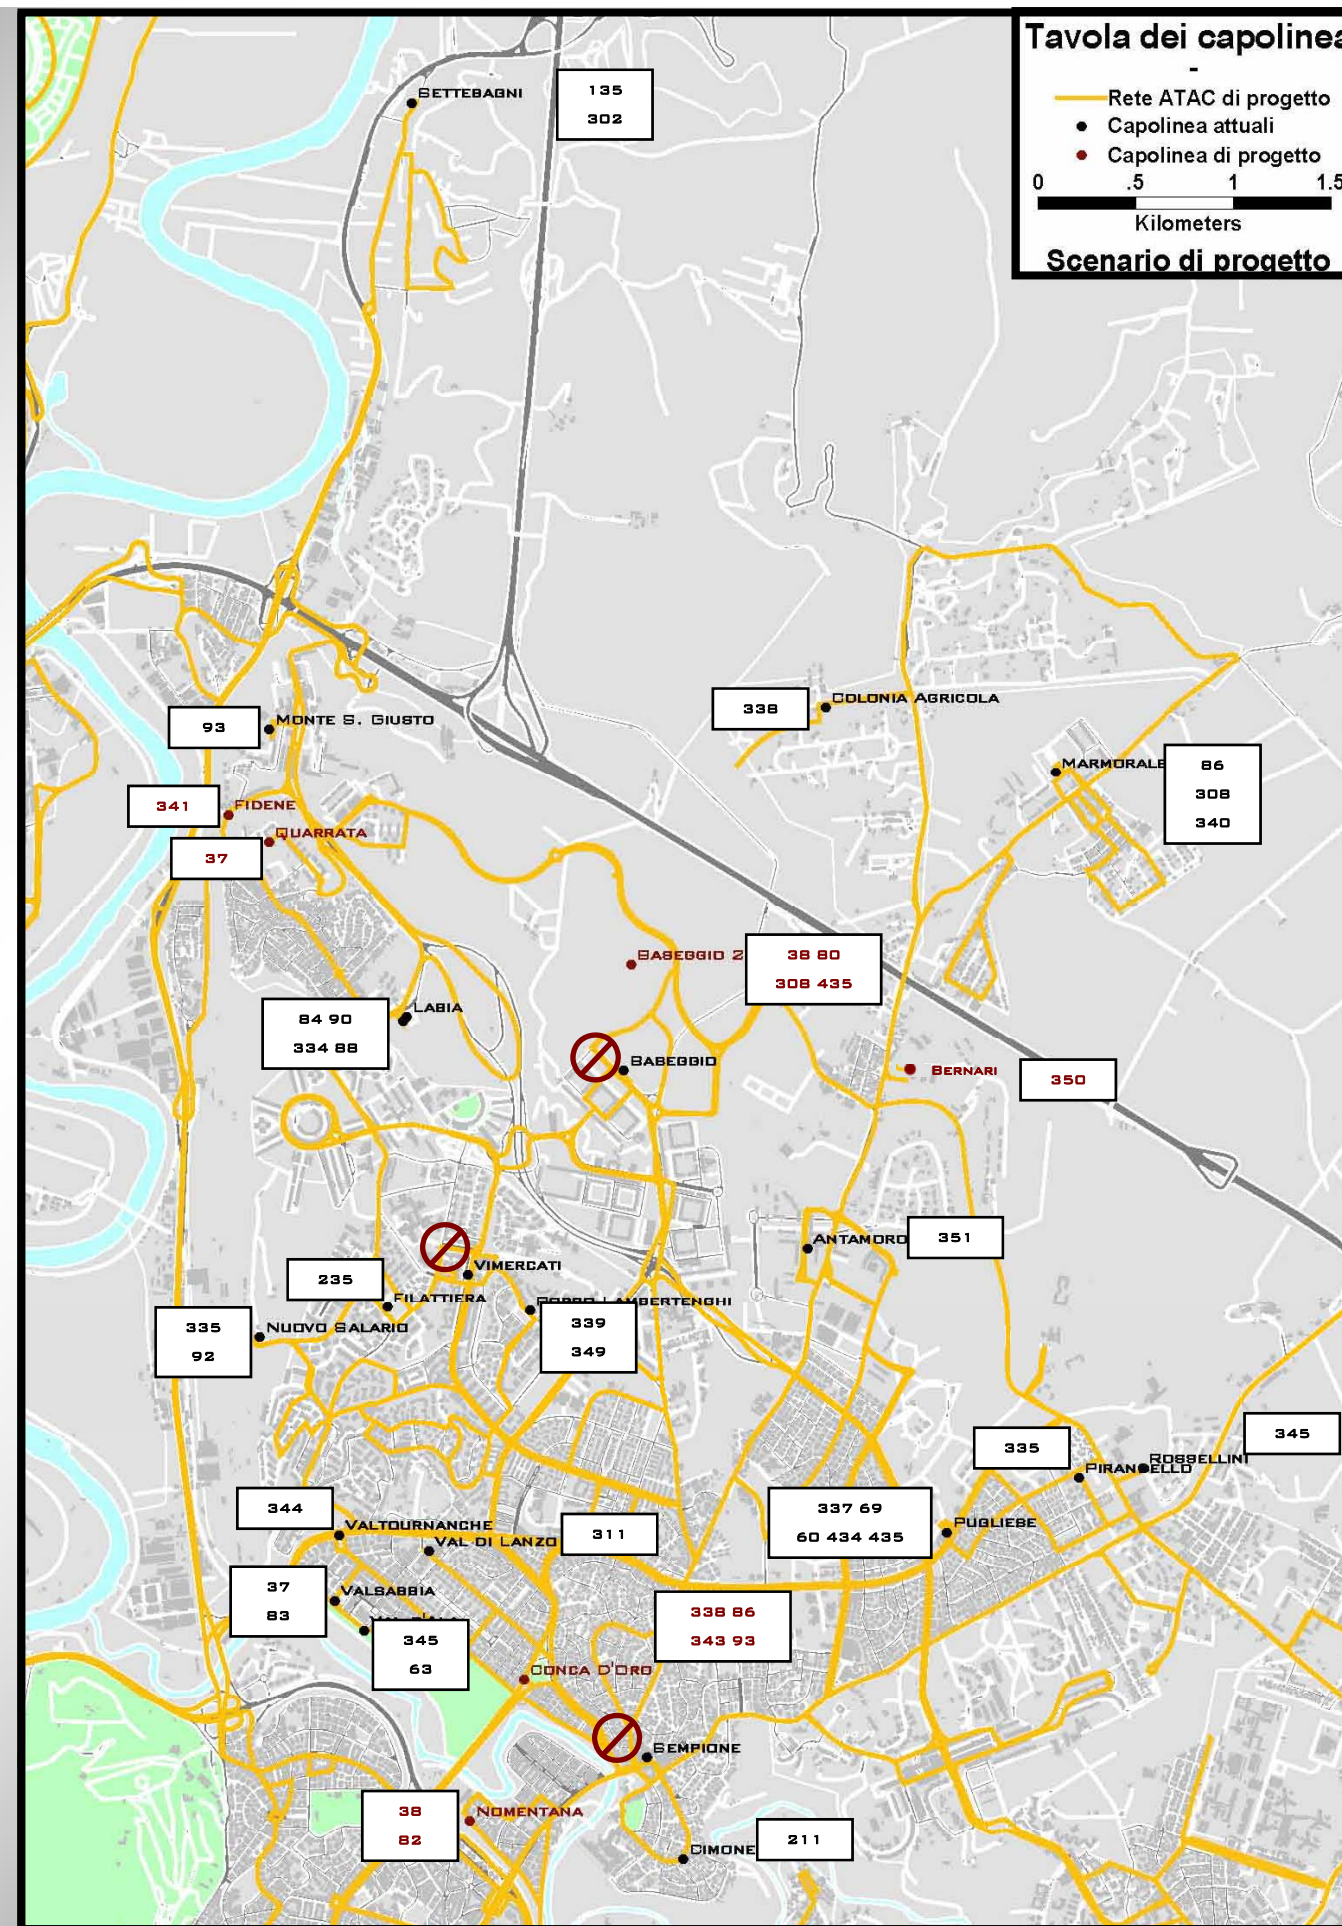 Tavola dei capolinea
-
Rete ATAC di progetto
Capolinea attuali
Capolinea di progetto
0 .5 1 1.5
Kilometers
Scenario di progetto
SETTEBAGNI
135
302
338
COLONIA AGRICOLA
93
MONTE S. GIUSTO
MARMORALE
86
308
340
341
FIDENE
QUARRATA
37
BASEGGIO 2
38 80
308 435
84 90
334 88
LABIA
BASEGGIO
BERNARI
350
ANTAMORO
351
235
VIMERCATI
FILATTIERA
LAMBERTENGHI
339
349
335
92
NUOVO SALARIO
345
335
ROSSELLINI
PIRANDELLO
344
VALTOURNANCHE
VAL DI LANZO
311
337 69
60 434 435
PUGLIESE
37
83
VALSABBIA
345
63
338 86
343 93
CONCA D'ORO
SEMPIONE
38
82
NOMENTANA
CIMONE
211